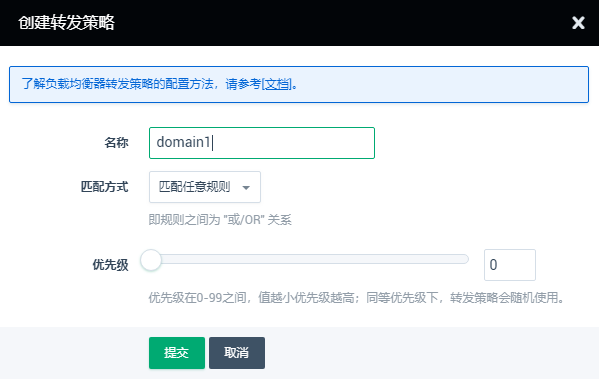 创建转发策略
了解负载均衡器转发策略的配置方法，请参考[文档]。
名称 domain1
匹配方式 匹配任意规则
即规则之间为 "或/OR" 关系
优先级 0
优先级在0-99之间，值越小优先级越高；同等优先级下，转发策略会随机使用。
提交 取消